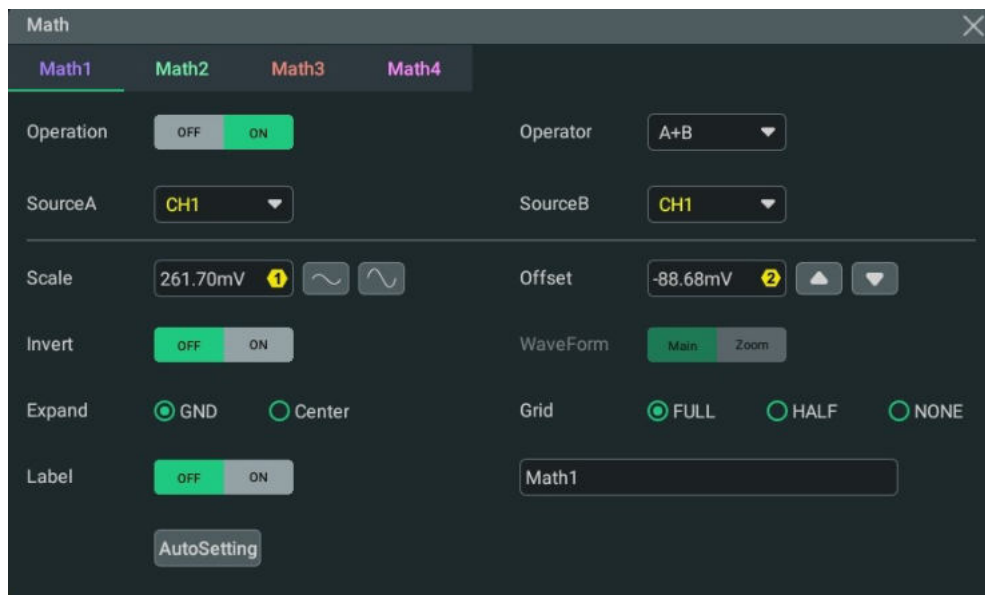 Math
Math1 Math2 Math3 Math4
Operation OFF ON Operator A+B
SourceA CH1 SourceB CH1
Scale 261.70mV 1 Offset -88.68mV 2
Invert OFF ON WaveForm Main Zoom
Expand GND Center Grid FULL HALF NONE
Label OFF ON Math1
AutoSetting